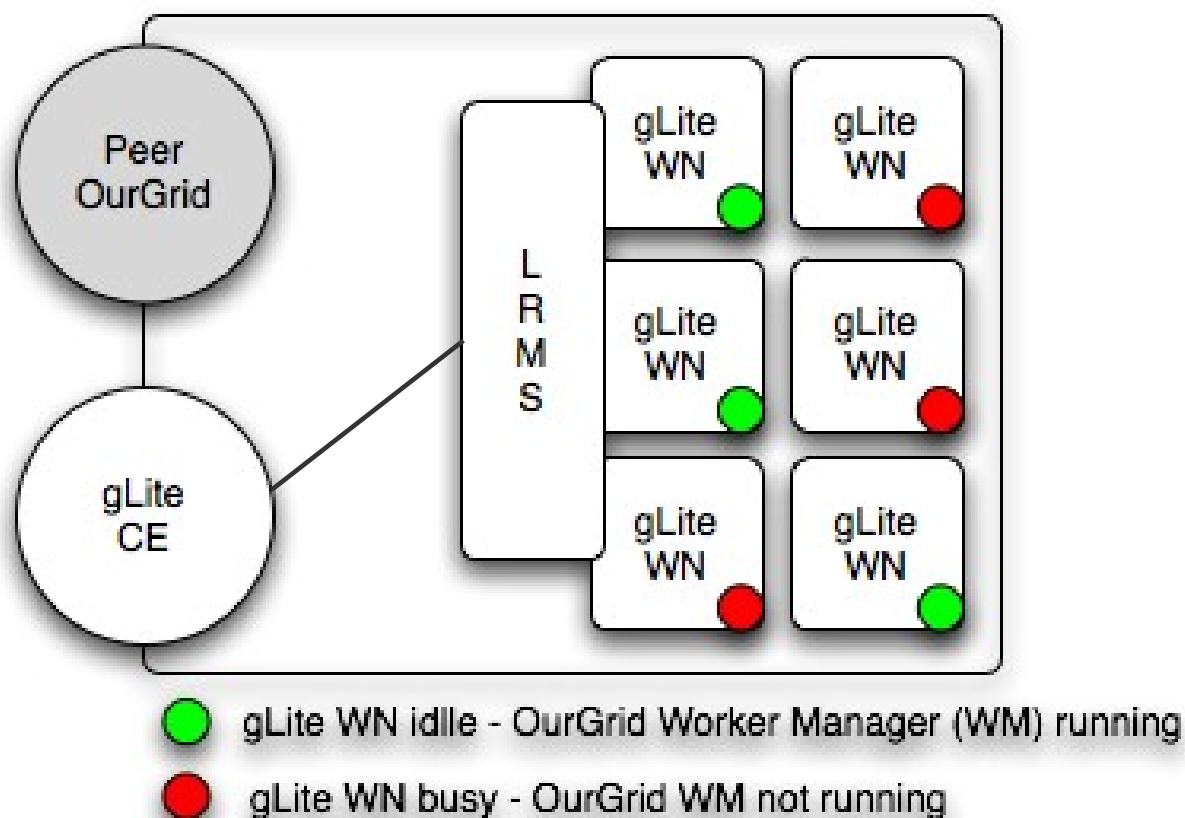 Peer
OurGrid
gLite
CE
L
R
M
S
gLite
WN
gLite
WN
gLite
WN
gLite
WN
gLite
WN
gLite
WN
gLite WN idlle - OurGrid Worker Manager (WM) running
gLite WN busy - OurGrid WM not running